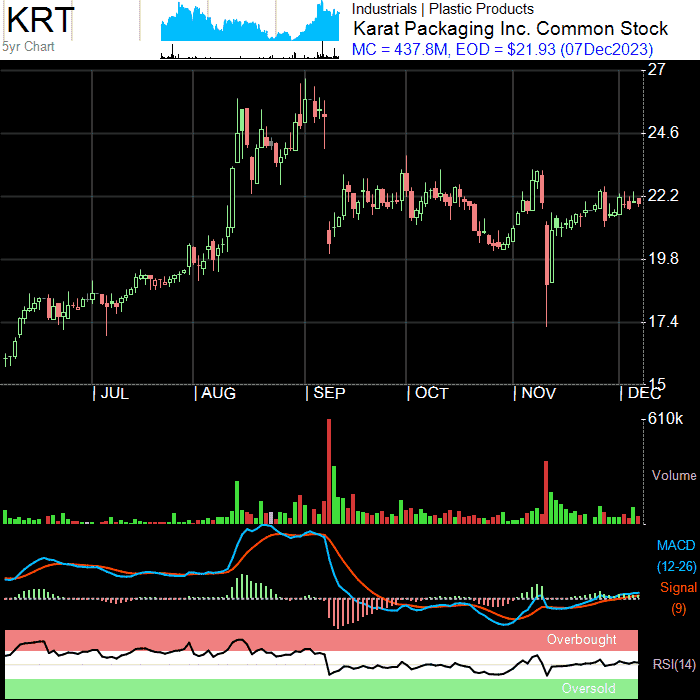 KRT
5yr Chart
Industrials | Plastic Products
Karat Packaging Inc. Common Stock
MC = 437.8M, EOD = $21.93 (07Dec2023)
27
24.6
22.2
19.8
17.4
15
JUL
AUG
SEP
OCT
NOV
DEC
610k
Volume
MACD
(12-26)
Signal
(9)
Overbought
RSI(14)
Oversold